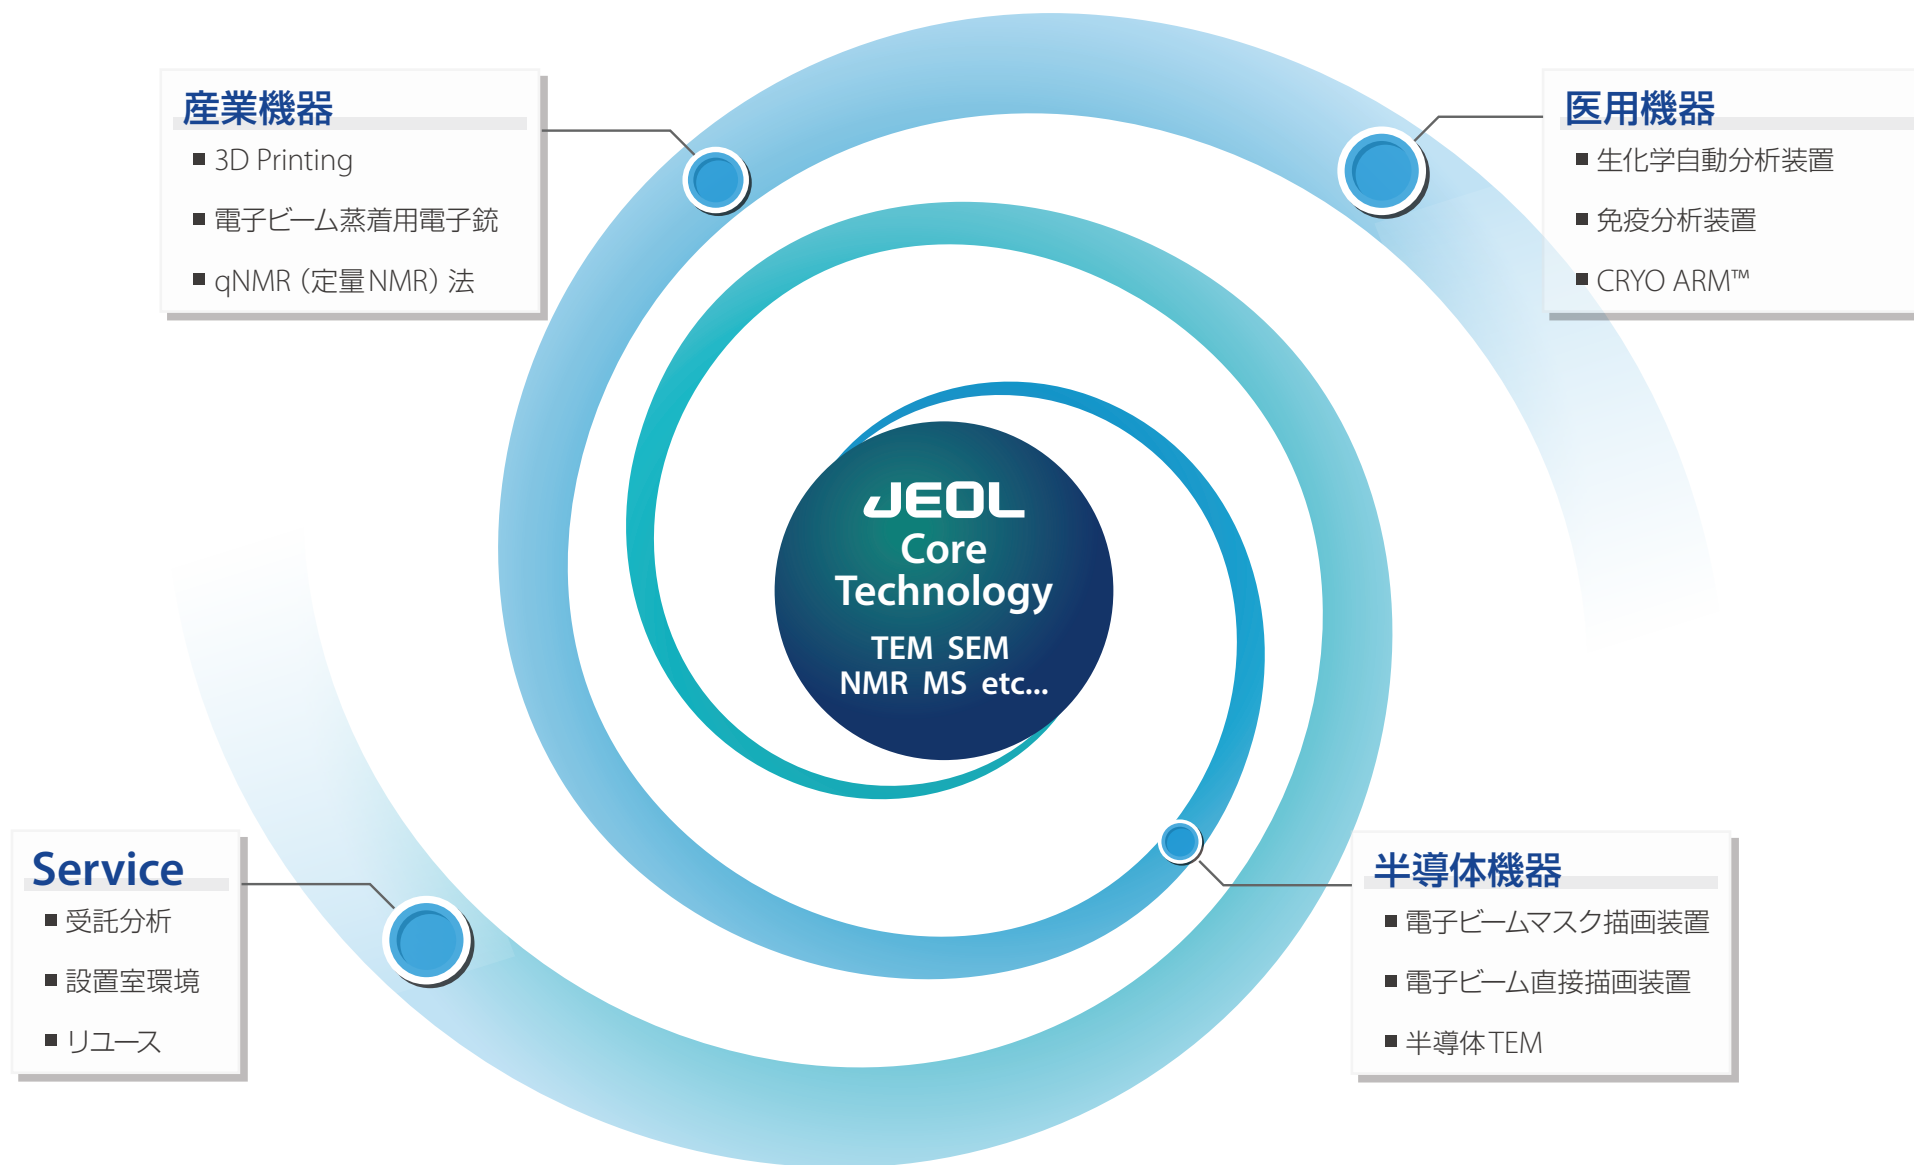 産業機器
■ 3D Printing
■ 電子ビーム蒸着用電子銃
■ qNMR（定量NMR）法
医用機器
■ 生化学自動分析装置
■ 免疫分析装置
■ CRYO ARM™
JEOL
Core
Technology
TEM SEM
NMR MS etc...
Service
■ 受託分析
■ 設置室環境
■ リユース
半導体機器
■ 電子ビームマスク描画装置
■ 電子ビーム直接描画装置
■ 半導体TEM